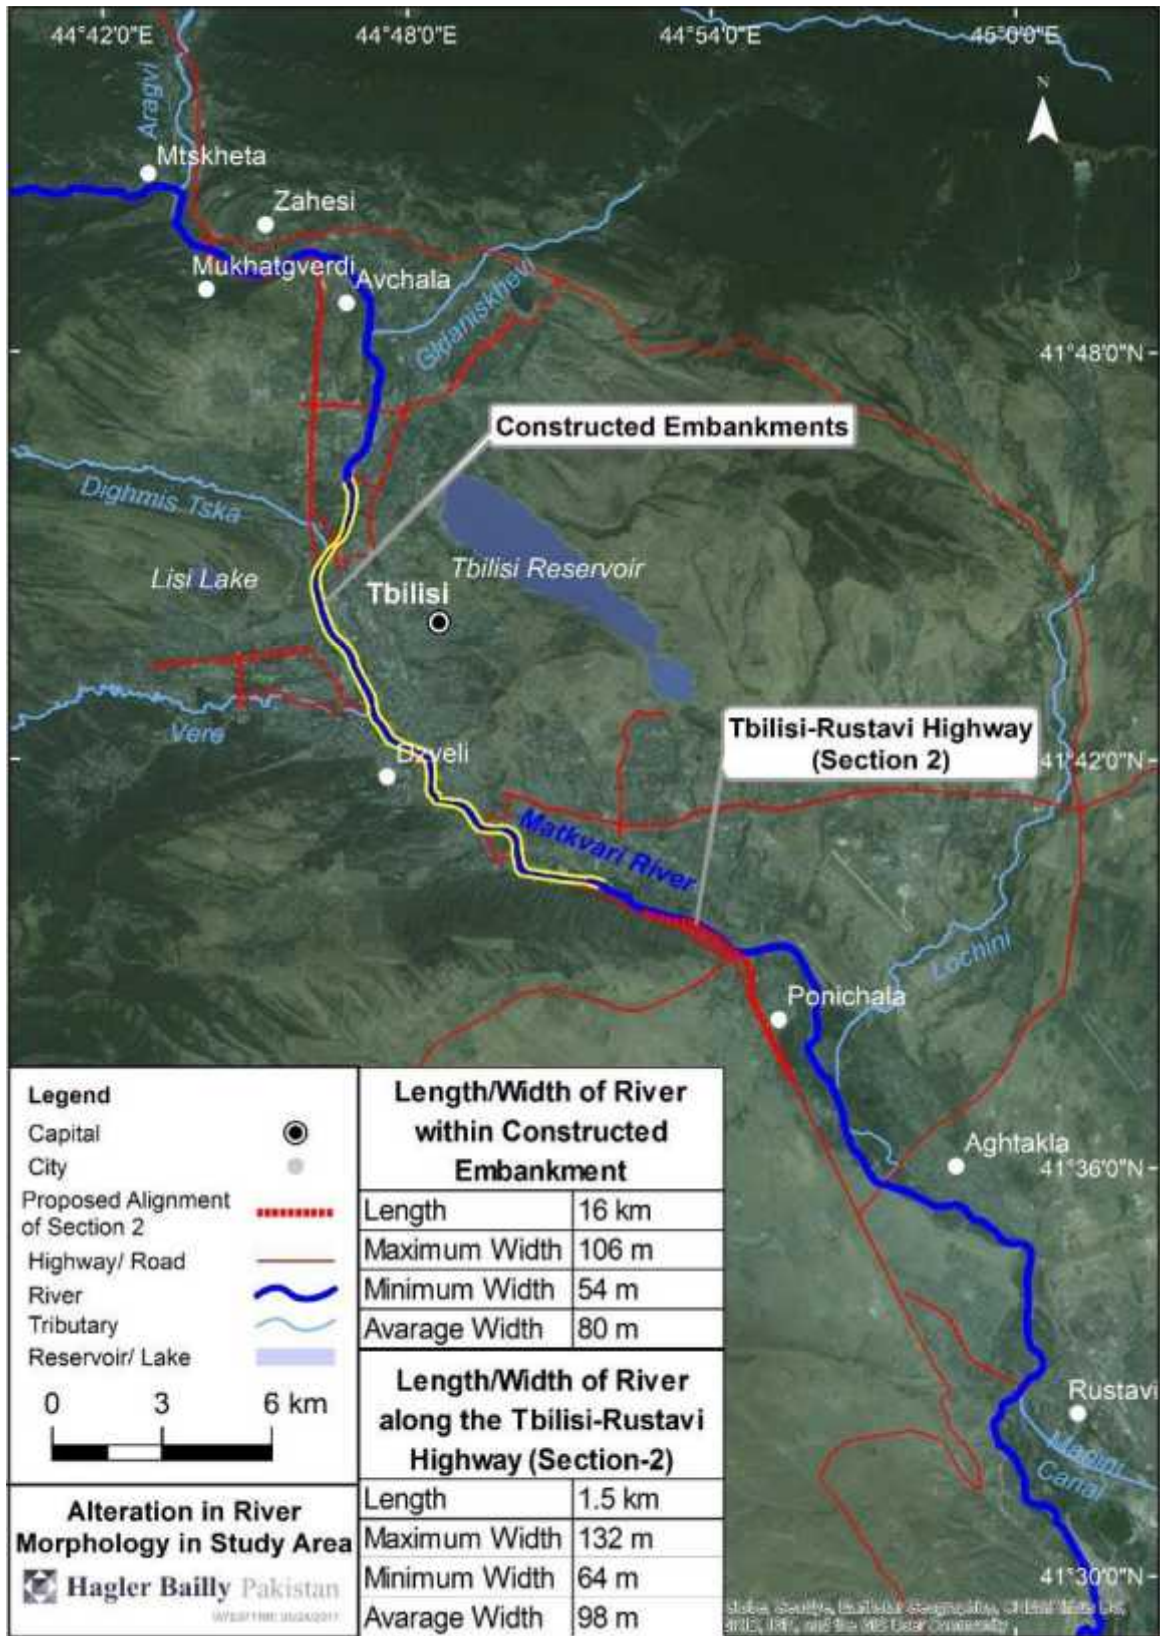 44°42'0"E
44°48'0"E
44°54'0"E
45°0'0"E
N
Aragvi
Mtskheta
Zahesi
Mukhatgverdi
Avchala
Gldaniskhevi
41°48'0"N
Constructed Embankments
Dighmis Tska
Lisi Lake
Tbilisi Reservoir
Tbilisi
Vere
Dzveli
Tbilisi-Rustavi Highway
(Section 2)
41°42'0"N
Matkvari River
Lochini
Ponichala
Aghtakla
41°36'0"N
Rustavi
Canal
41°30'0"N
Legend
Capital
City
Proposed Alignment
of Section 2
Highway/ Road
River
Tributary
Reservoir/ Lake
0 3 6 km
Alteration in River
Morphology in Study Area
Hagler Bailly Pakistan
Length/Width of River
within Constructed
Embankment
Length 16 km
Maximum Width 106 m
Minimum Width 54 m
Avarage Width 80 m
Length/Width of River
along the Tbilisi-Rustavi
Highway (Section-2)
Length 1.5 km
Maximum Width 132 m
Minimum Width 64 m
Avarage Width 98 m
and the GIS User Community